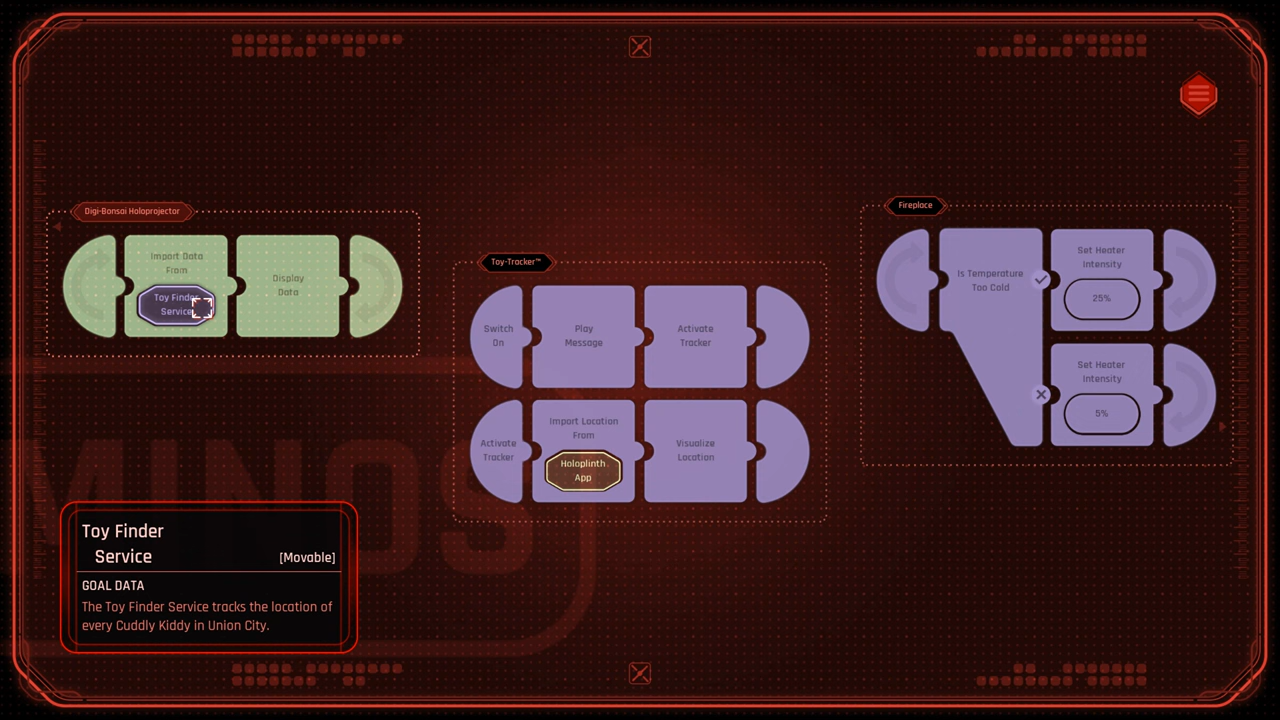 Digi-Bonsai Holoprojector
Import Data
From
Toy Finder
Service
Display
Data
Toy-Tracker™
Switch
On
Play
Message
Activate
Tracker
Activate
Tracker
Import Location
From
Holoplinth
App
Visualize
Location
Fireplace
Is Temperature
Too Cold
Set Heater
Intensity
25%
Set Heater
Intensity
5%
MINOS
Toy Finder
Service
[Movable]
GOAL DATA
The Toy Finder Service tracks the location of
every Cuddly Kiddy in Union City.